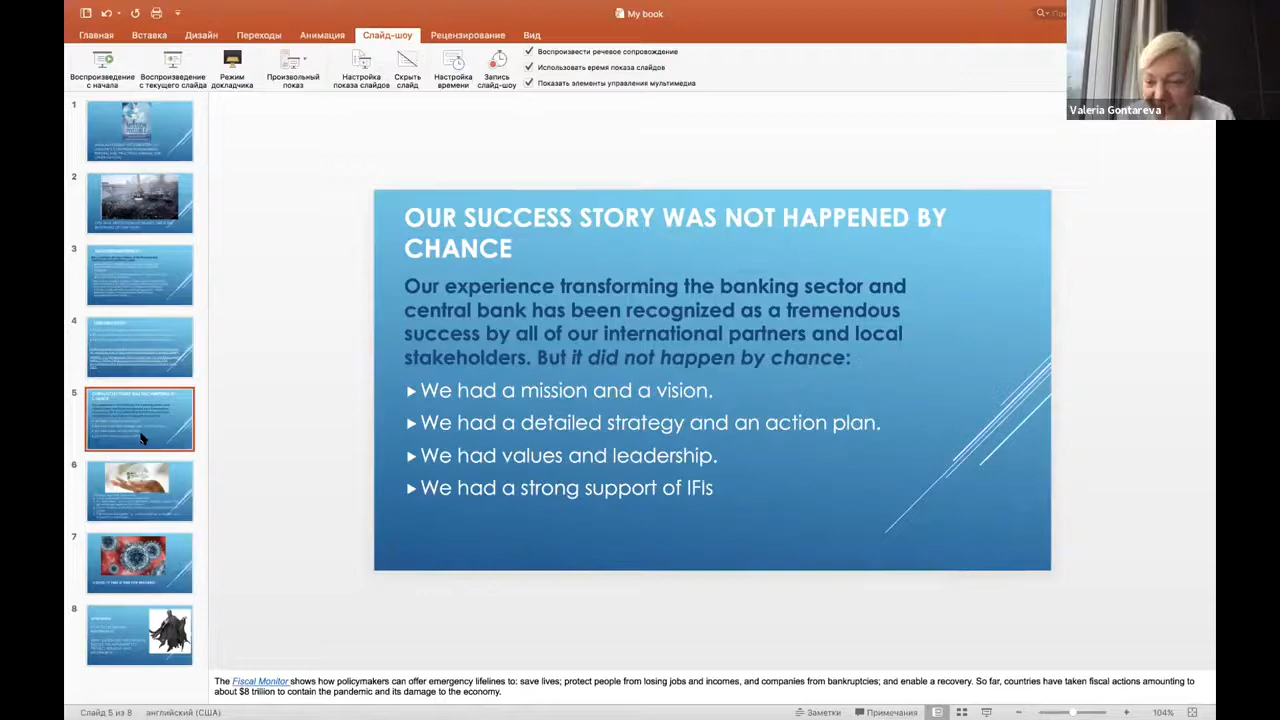 My book
Главная Вставка Дизайн Переходы Анимация Слайд-шоу Рецензирование Вид
Воспроизведение с начала
Воспроизведение с текущего слайда
Режим докладчика
Произвольный показ
Настройка показа слайдов
Скрыть слайд
Настройка времени
Запись слайд-шоу
Воспроизвести речевое сопровождение
Использовать время показа слайдов
Показать элементы управления мультимедиа
Valeria Gontareva
1
2
3
4
5
6
7
8
OUR SUCCESS STORY WAS NOT HAPPENED BY
CHANCE
Our experience transforming the banking sector and
central bank has been recognized as a tremendous
success by all of our international partners and local
stakeholders. But it did not happen by chance:
We had a mission and a vision.
We had a detailed strategy and an action plan.
We had values and leadership.
We had a strong support of IFIs
The Fiscal Monitor shows how policymakers can offer emergency lifelines to: save lives; protect people from losing jobs and incomes, and companies from bankruptcies; and enable a recovery. So far, countries have taken fiscal actions amounting to
about $8 trillion to contain the pandemic and its damage to the economy.
Слайд 5 из 8 английский (США) Заметки Примечания 104%